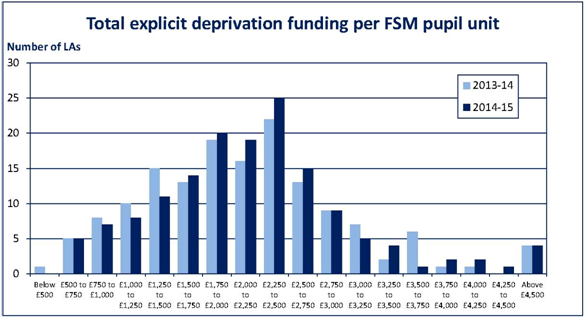 Total explicit deprivation funding per FSM pupil unit
Number of LAs
30
25
20
15
10
5
0
2013-14
2014-15
Below £500
£500 to £750
£750 to £1,000
£1,000 to £1,250
£1,250 to £1,500
£1,500 to £1,750
£1,750 to £2,000
£2,000 to £2,250
£2,250 to £2,500
£2,500 to £2,750
£2,750 to £3,000
£3,000 to £3,250
£3,250 to £3,500
£3,500 to £3,750
£3,750 to £4,000
£4,000 to £4,250
£4,250 to £4,500
Above £4,500